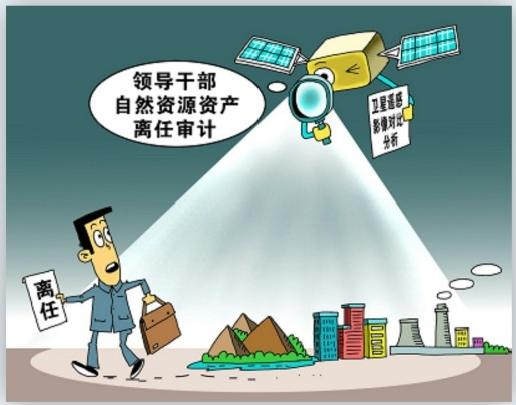 领导干部
自然资源资产
离任审计
卫星遥感
影像对比
分析
离任